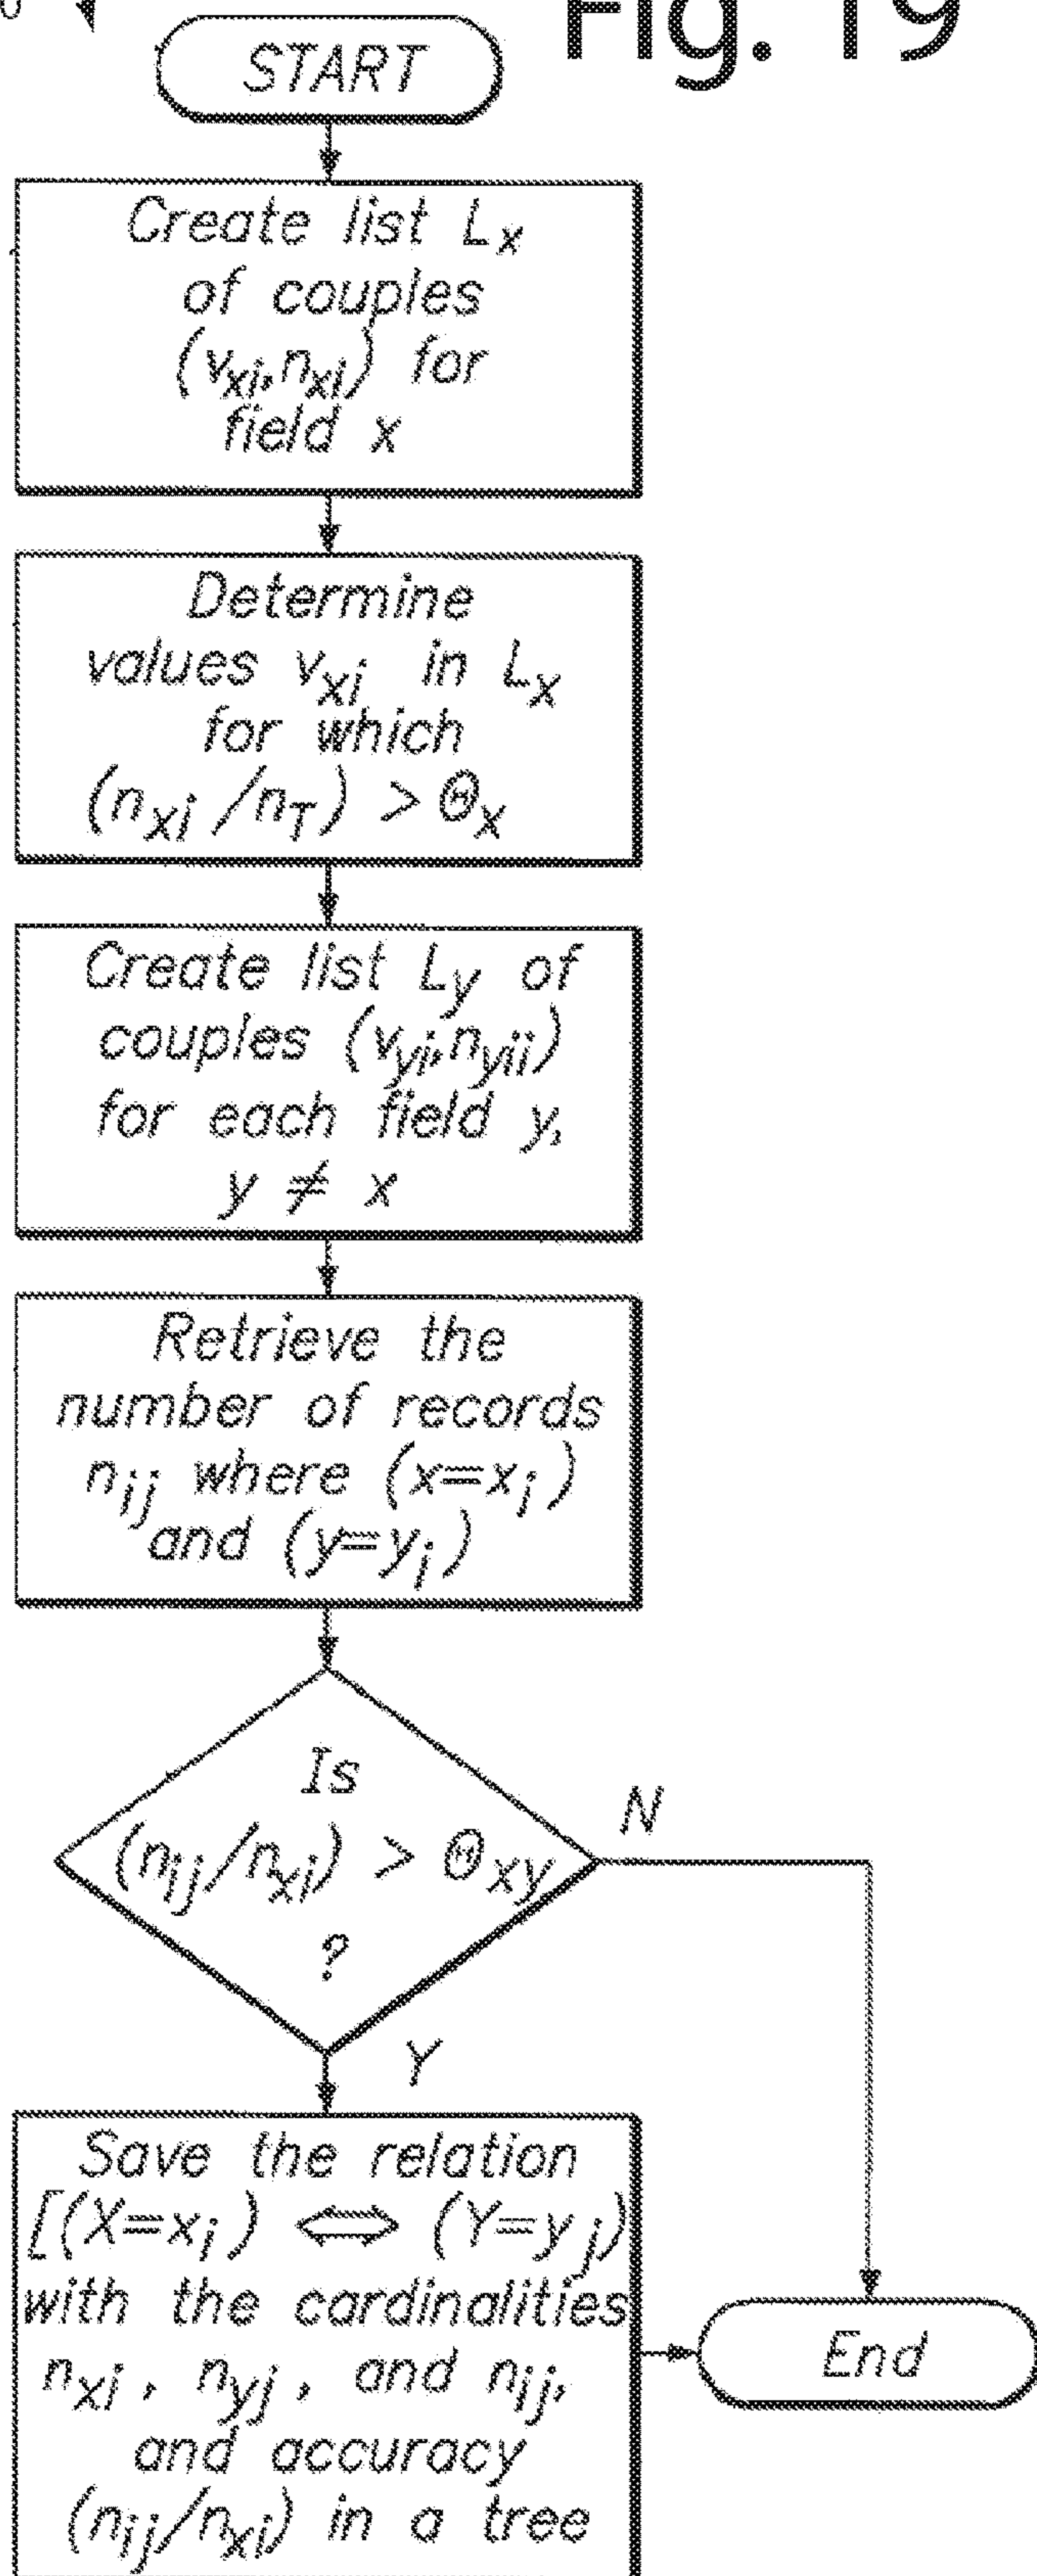 Fig. 19
START
Create list Lx
of couples
(vxi,nxi) for
field x
Determine
values vxi in Lx
for which
(nxi/nT) > Θx
Create list Ly of
couples (vyi,nyii)
for each field y,
y ≠ x
Retrieve the
number of records
nij where (x=xj)
and (y=yi)
Is
(nij/nxi) > Θxy
?
N
Y
Save the relation
[(X=xi) ⇔ (Y=yj)
with the cardinalities
nxi, nyj, and nij,
and accuracy
(nij/nxi) in a tree
End